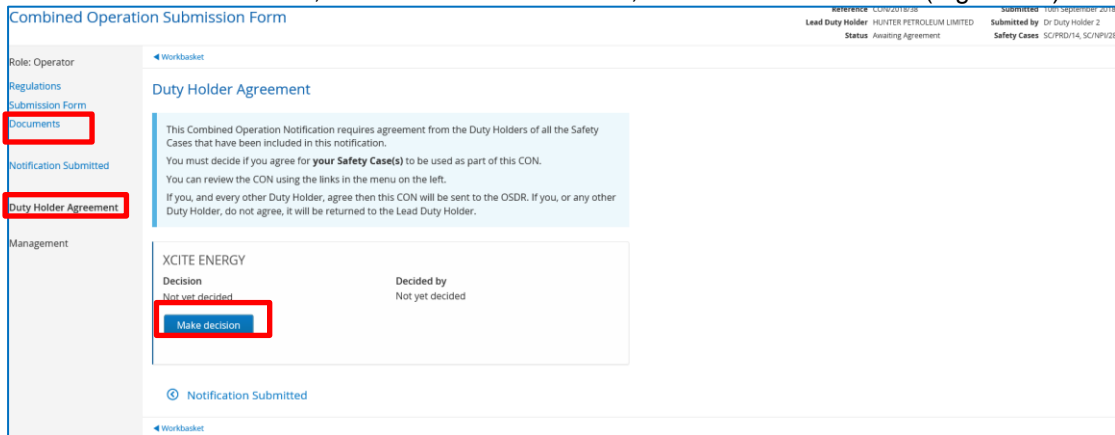 Combined Operation Submission Form
Reference CON/2018/38 Submitted 10th September 2018
Lead Duty Holder HUNTER PETROLEUM LIMITED Submitted by Dr Duty Holder 2
Status Awaiting Agreement Safety Cases SC/PRD/14, SC/NPI/28
Role: Operator
Regulations
Submission Form
Documents
Notification Submitted
Duty Holder Agreement
Management
Workbasket
Duty Holder Agreement
This Combined Operation Notification requires agreement from the Duty Holders of all the Safety
Cases that have been included in this notification.
You must decide if you agree for your Safety Case(s) to be used as part of this CON.
You can review the CON using the links in the menu on the left.
If you, and every other Duty Holder, agree then this CON will be sent to the OSDR. If you, or any other
Duty Holder, do not agree, it will be returned to the Lead Duty Holder.
XCITE ENERGY
Decision Decided by
Not yet decided Not yet decided
Make decision
Notification Submitted
Workbasket